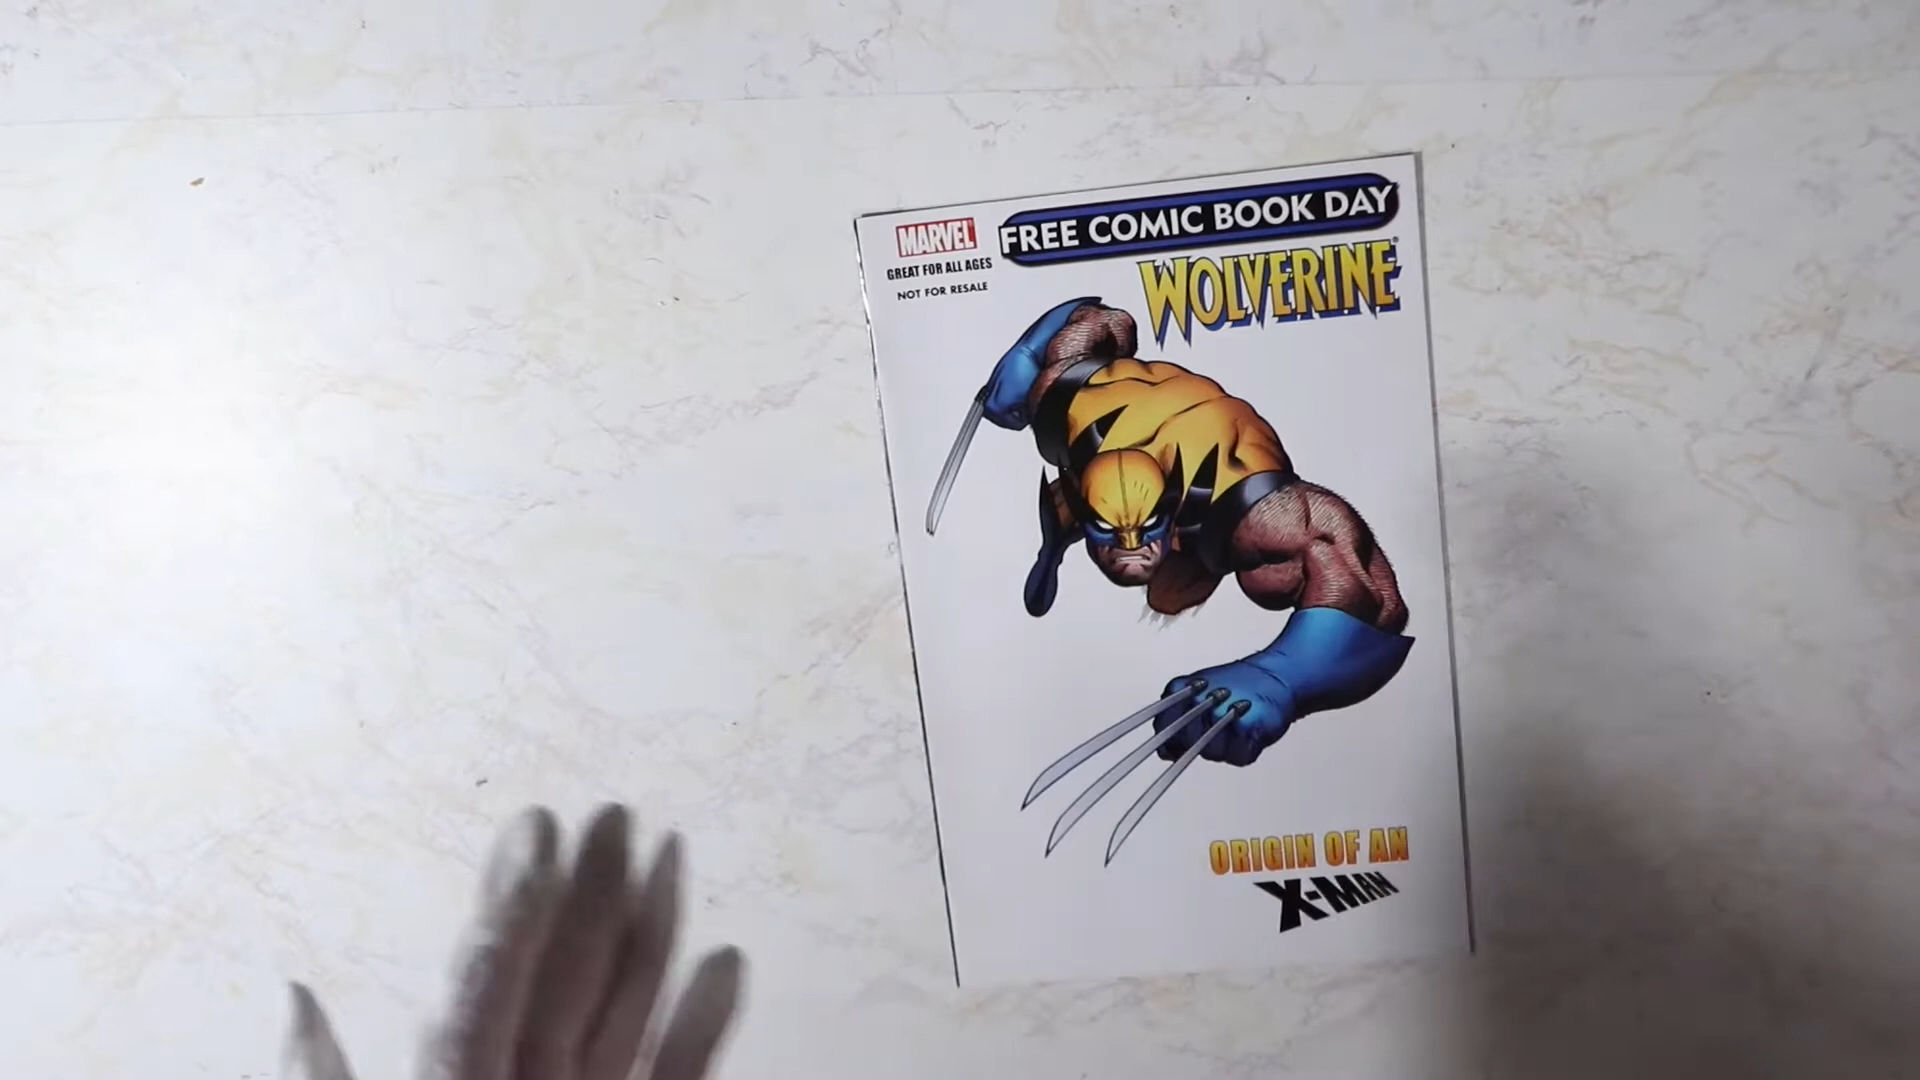 MARVEL
GREAT FOR ALL AGES
NOT FOR RESALE
FREE COMIC BOOK DAY
WOLVERINE
ORIGIN OF AN
X-MAN